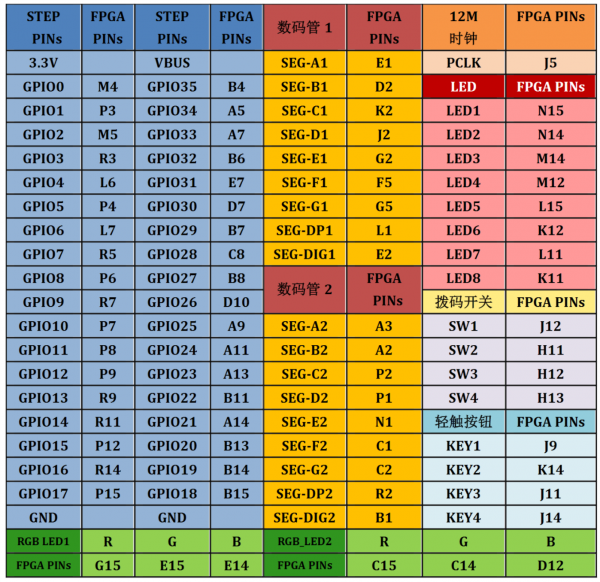 STEP PINs FPGA PINs STEP PINs FPGA PINs 数码管 1 FPGA PINs 12M 时钟 FPGA PINs
3.3V VBUS SEG-A1 E1 PCLK J5
GPIO0 M4 GPIO35 B4 SEG-B1 D2 LED FPGA PINs
GPIO1 P3 GPIO34 A5 SEG-C1 K2 LED1 N15
GPIO2 M5 GPIO33 A7 SEG-D1 J2 LED2 N14
GPIO3 R3 GPIO32 B6 SEG-E1 G2 LED3 M14
GPIO4 L6 GPIO31 E7 SEG-F1 F5 LED4 M12
GPIO5 P4 GPIO30 D7 SEG-G1 G5 LED5 L15
GPIO6 L7 GPIO29 B7 SEG-DP1 L1 LED6 K12
GPIO7 R5 GPIO28 C8 SEG-DIG1 E2 LED7 L11
GPIO8 P6 GPIO27 B8 数码管 2 FPGA PINs LED8 K11
GPIO9 R7 GPIO26 D10 拨码开关 FPGA PINs
GPIO10 P7 GPIO25 A9 SEG-A2 A3 SW1 J12
GPIO11 P8 GPIO24 A11 SEG-B2 A2 SW2 H11
GPIO12 P9 GPIO23 A13 SEG-C2 P2 SW3 H12
GPIO13 R9 GPIO22 B11 SEG-D2 P1 SW4 H13
GPIO14 R11 GPIO21 A14 SEG-E2 N1 轻触按钮 FPGA PINs
GPIO15 P12 GPIO20 B13 SEG-F2 C1 KEY1 J9
GPIO16 R14 GPIO19 B14 SEG-G2 C2 KEY2 K14
GPIO17 P15 GPIO18 B15 SEG-DP2 R2 KEY3 J11
GND GND SEG-DIG2 B1 KEY4 J14
RGB LED1 R G B RGB_LED2 R G B
FPGA PINs G15 E15 E14 FPGA PINs C15 C14 D12